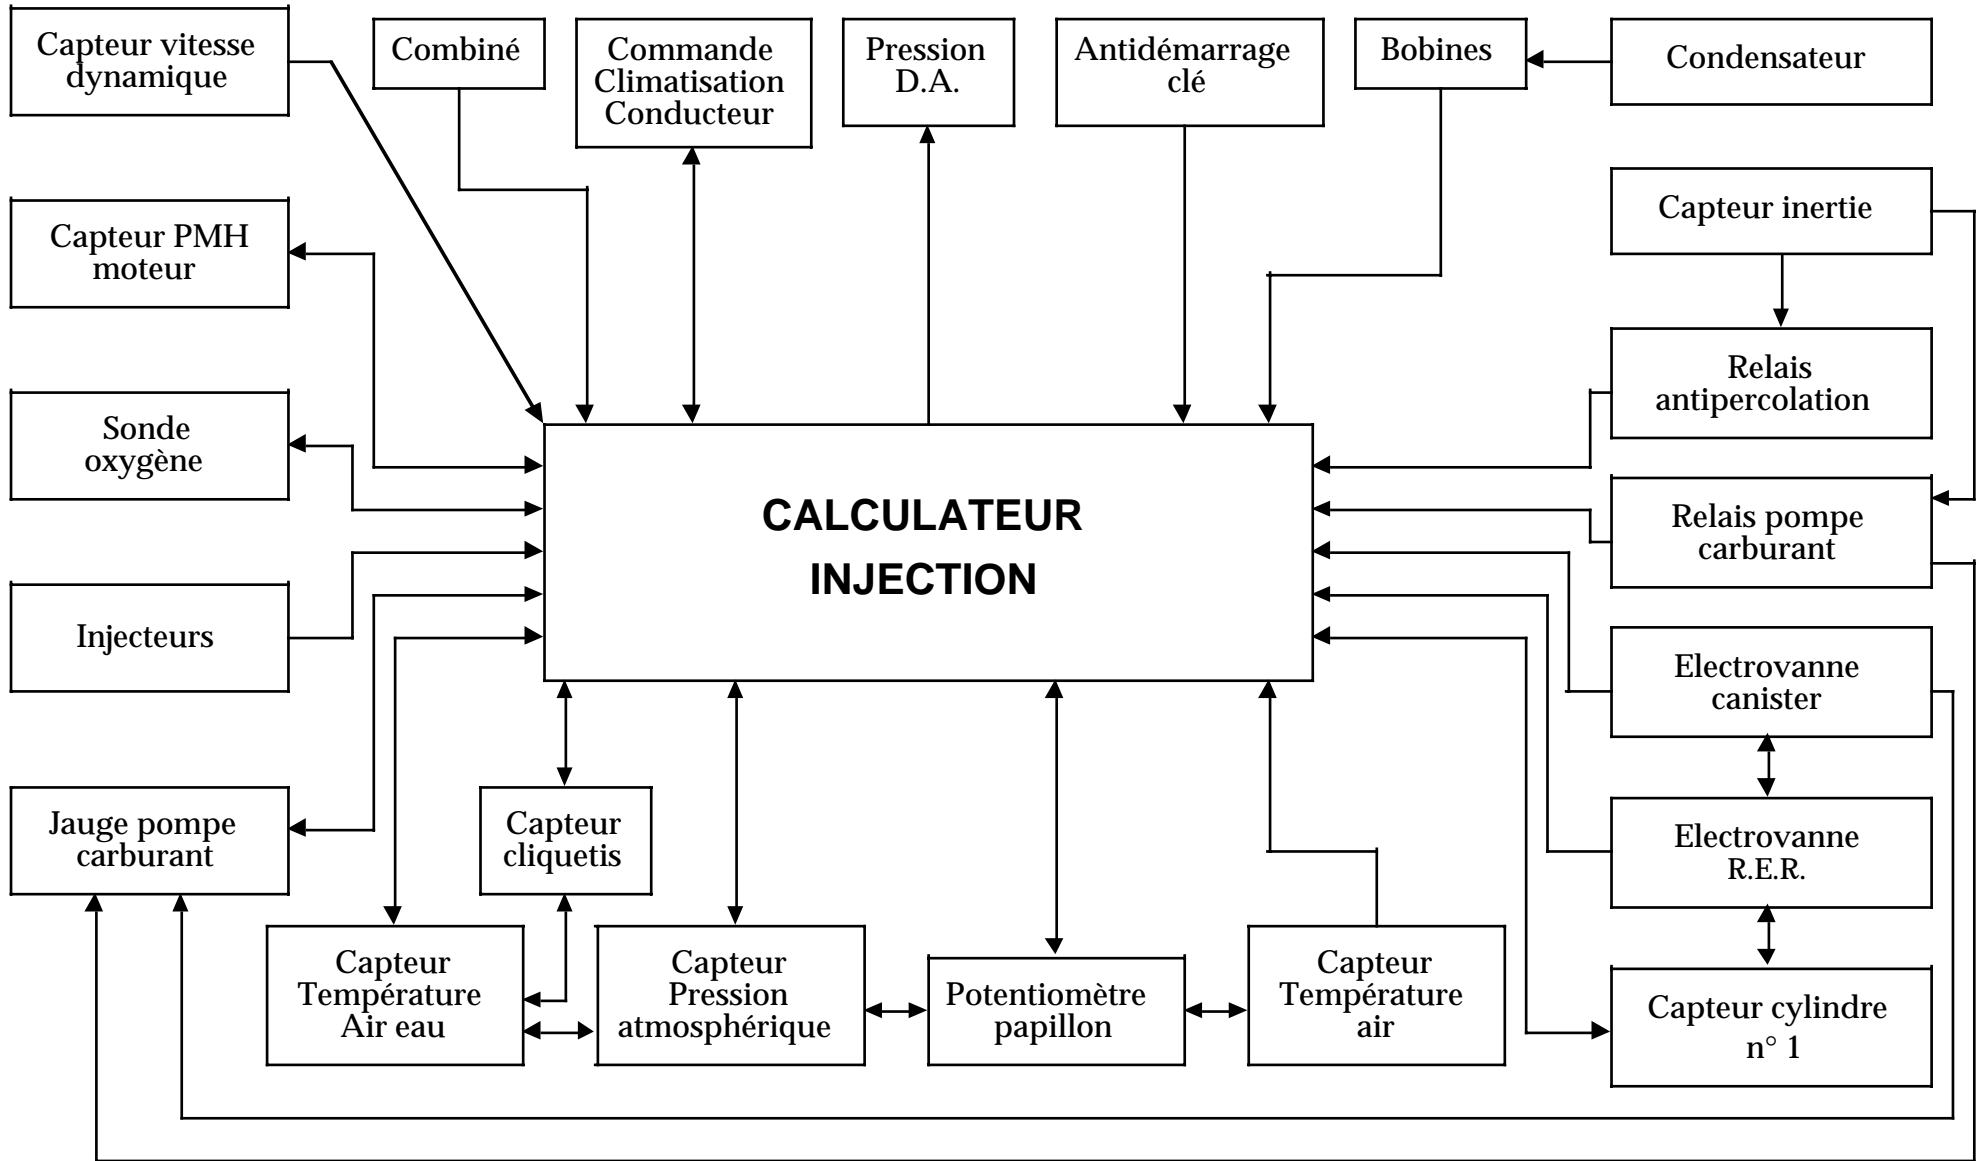 Capteur vitesse
dynamique
Combiné
Commande
Climatisation
Conducteur
Pression
D.A.
Antidémarrage
clé
Bobines
Condensateur
Capteur PMH
moteur
Capteur inertie
Sonde
oxygène
Relais
antipercolation
CALCULATEUR
INJECTION
Relais pompe
carburant
Injecteurs
Electrovanne
canister
Jauge pompe
carburant
Capteur
cliquetis
Electrovanne
R.E.R.
Capteur
Température
Air eau
Capteur
Pression
atmosphérique
Potentiomètre
papillon
Capteur
Température
air
Capteur cylindre
n° 1